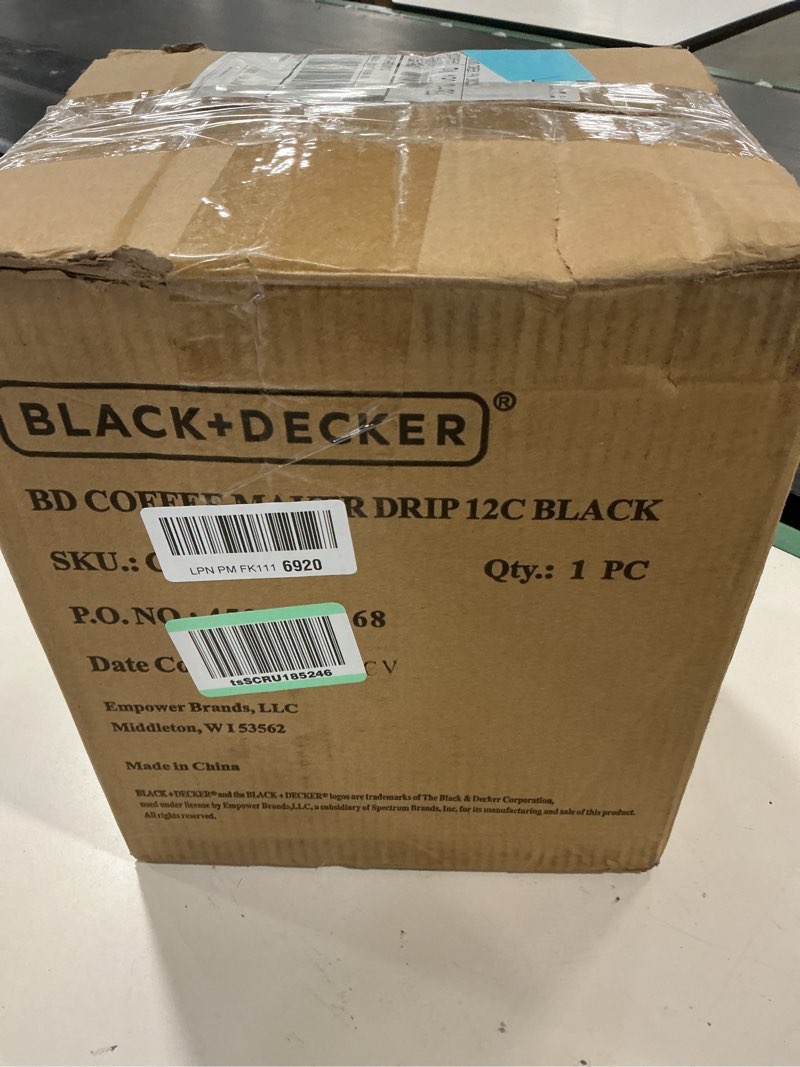 BLACK+DECKER®
BD COFFEE MAKER DRIP 12C BLACK
LPN PM FK111 6920
SKU.: Qty.: 1 PC
P.O. NO.: 68
tsSCRU185246
Date C V
Empower Brands, LLC
Middleton, W I 53562
Made in China
BLACK+DECKER® and the BLACK + DECKER® logos are trademarks of The Black & Decker Corporation,
used under license by Empower Brands,LLC, a subsidiary of Spectrum Brands, Inc, for its manufacturing and sale of this product.
All rights reserved.